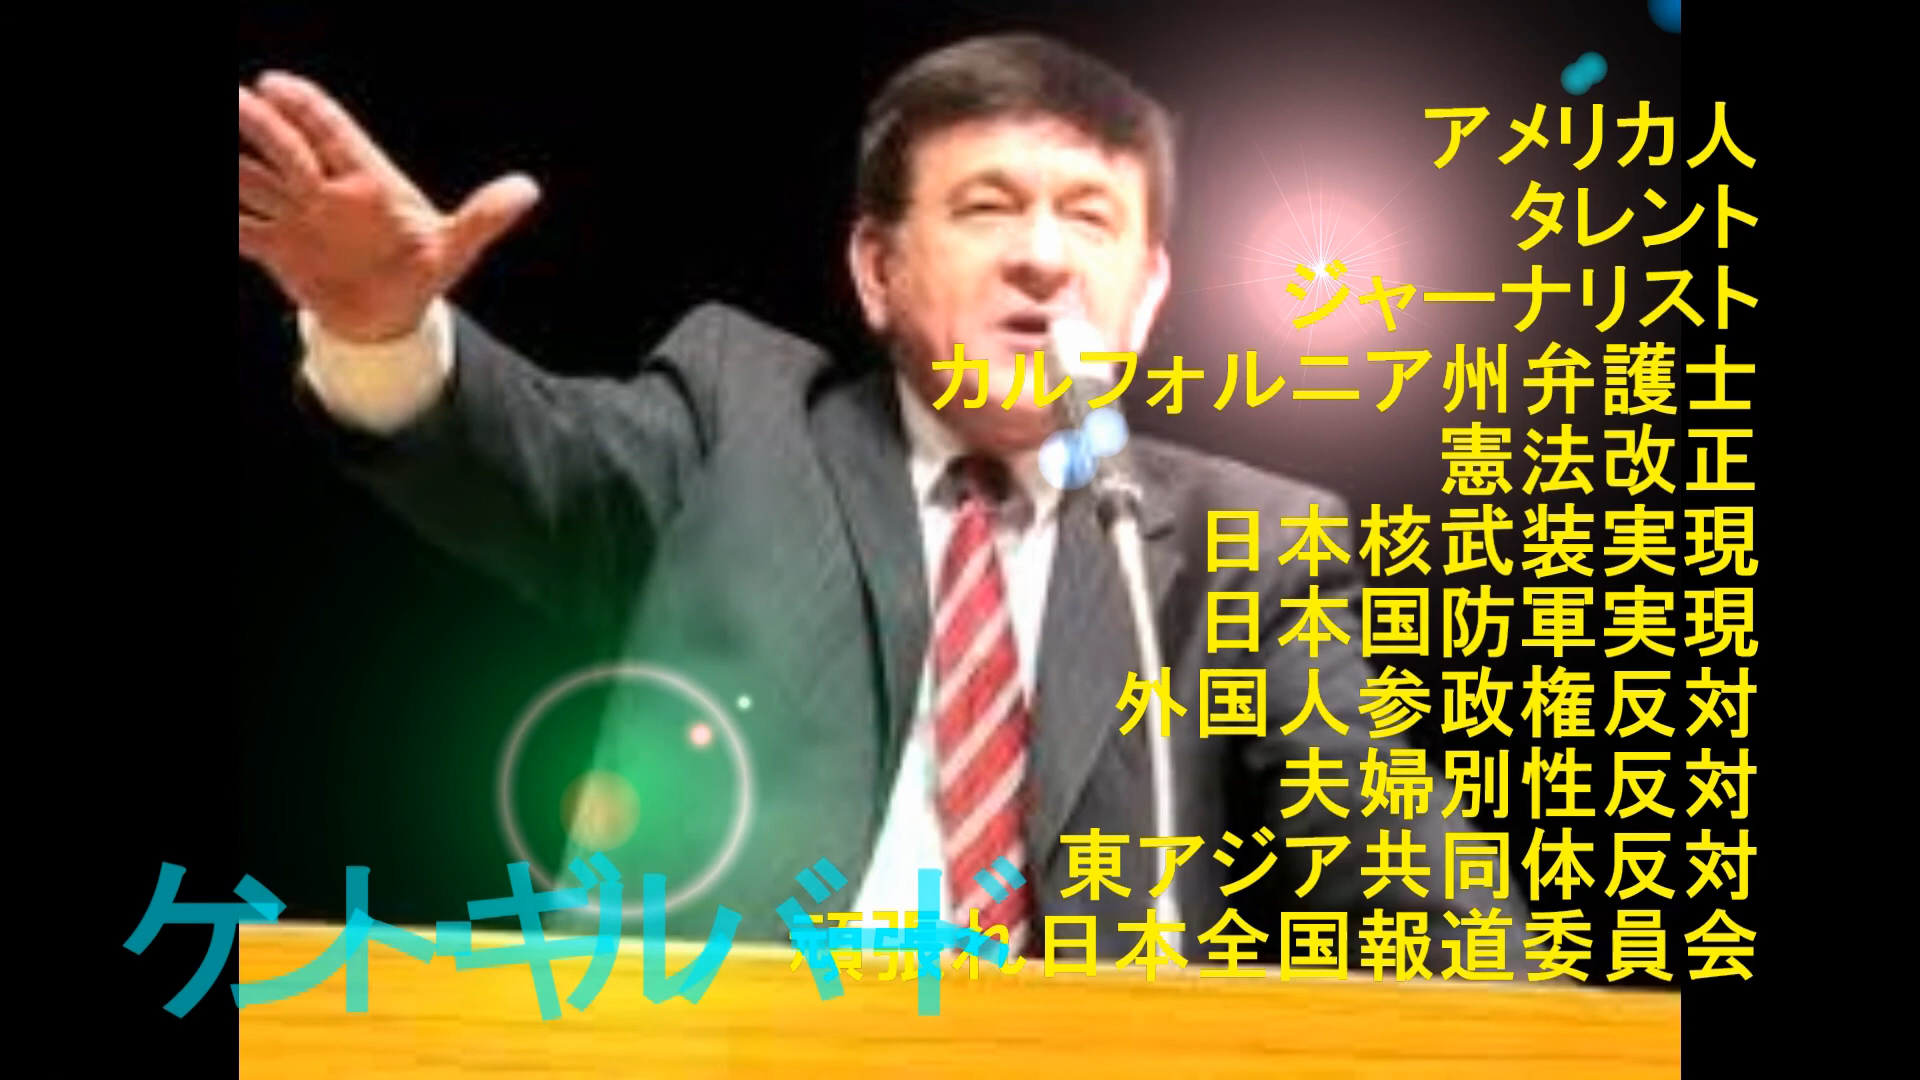 アメリカ人
タレント
ジャーナリスト
カルフォルニア州弁護士
憲法改正
日本核武装実現
日本国防軍実現
外国人参政権反対
夫婦別性反対
東アジア共同体反対
頑張れ日本全国報道委員会
ケント・ギルバード